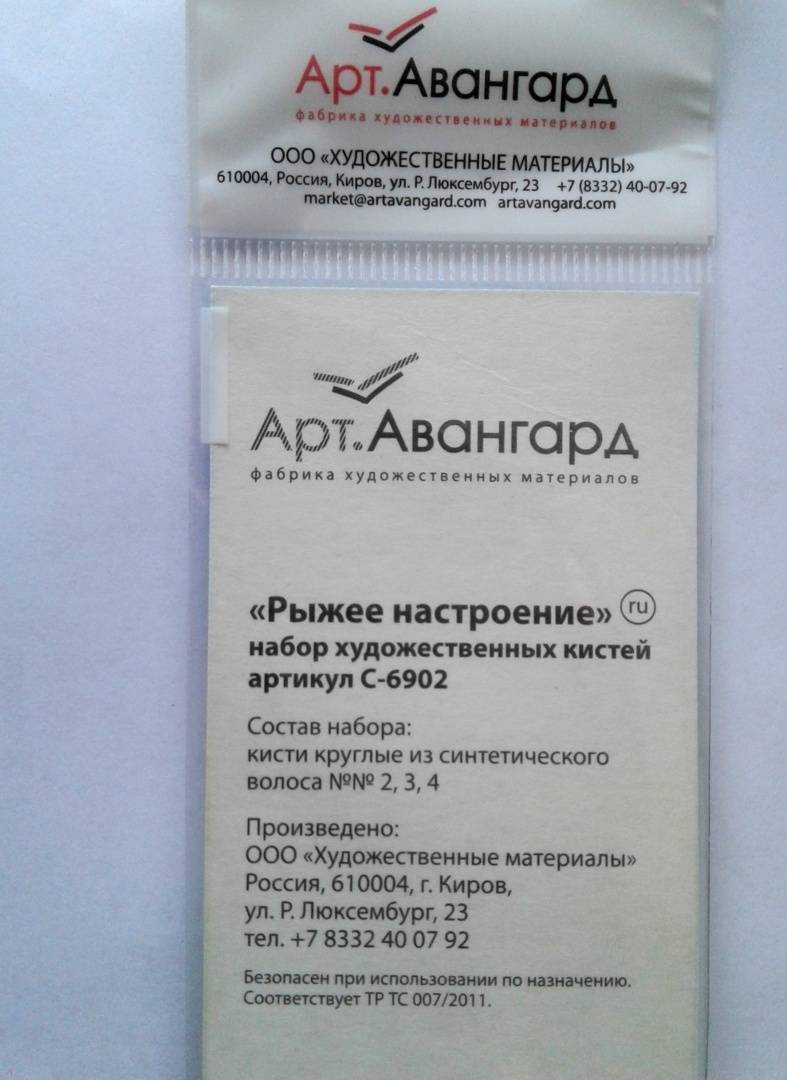 Арт.Авангард
фабрика художественных материалов
ООО «ХУДОЖЕСТВЕННЫЕ МАТЕРИАЛЫ»
610004, Россия, Киров, ул. Р. Люксембург, 23 +7 (8332) 40-07-92
market@artavangard.com artavangard.com
Арт.Авангард
фабрика художественных материалов
«Рыжее настроение» ru
набор художественных кистей
артикул С-6902
Состав набора:
кисти круглые из синтетического
волоса №№ 2, 3, 4
Произведено:
ООО «Художественные материалы»
Россия, 610004, г. Киров,
ул. Р. Люксембург, 23
тел. +7 8332 40 07 92
Безопасен при использовании по назначению.
Соответствует ТР ТС 007/2011.